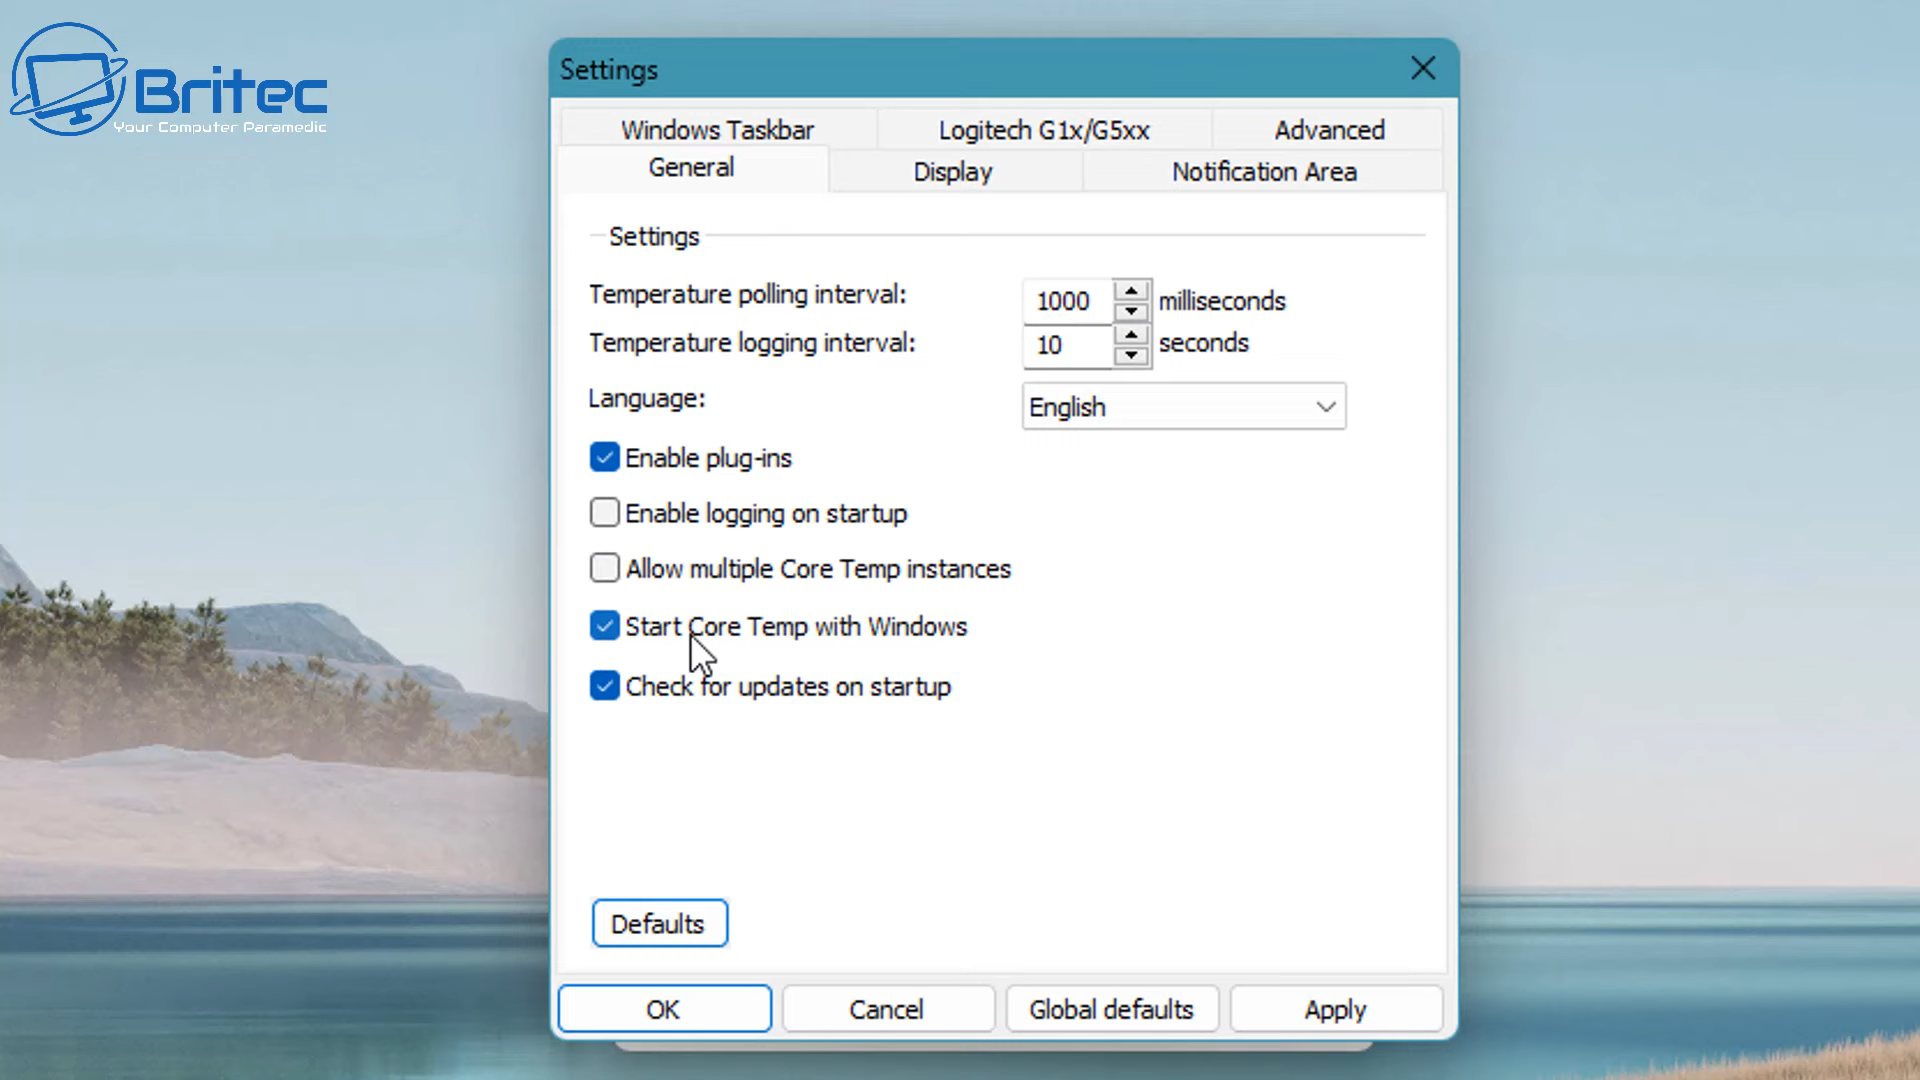 Britec
Your Computer Paramedic
Settings
Windows Taskbar
Logitech G1x/G5xx
Advanced
General
Display
Notification Area
Settings
Temperature polling interval: 1000 milliseconds
Temperature logging interval: 10 seconds
Language: English
Enable plug-ins
Enable logging on startup
Allow multiple Core Temp instances
Start Core Temp with Windows
Check for updates on startup
Defaults
OK
Cancel
Global defaults
Apply